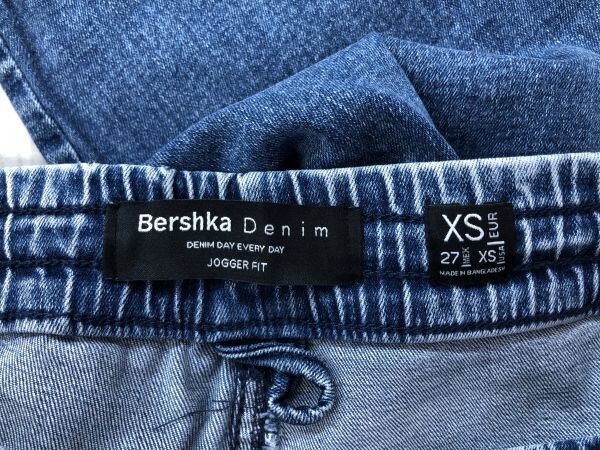 Bershka Denim
DENIM DAY EVERY DAY
JOGGER FIT
XS EUR
27 MEX XS USA
MADE IN BANGLADESH